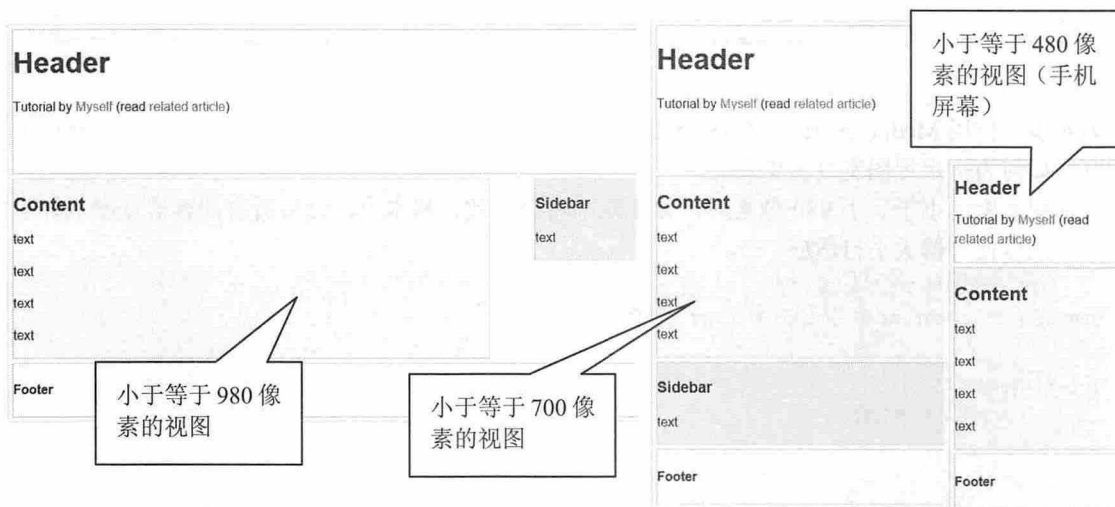 Header
Tutorial by Myself (read related article)
Content
text
text
text
text
Sidebar
text
Footer
小于等于 980 像
素的视图
Header
Tutorial by Myself (read related article)
Content
text
text
text
text
Sidebar
text
Footer
小于等于 700 像
素的视图
小于等于 480 像
素的视图（手机
屏幕）
Header
Tutorial by Myself (read
related article)
Content
text
text
text
text
Footer